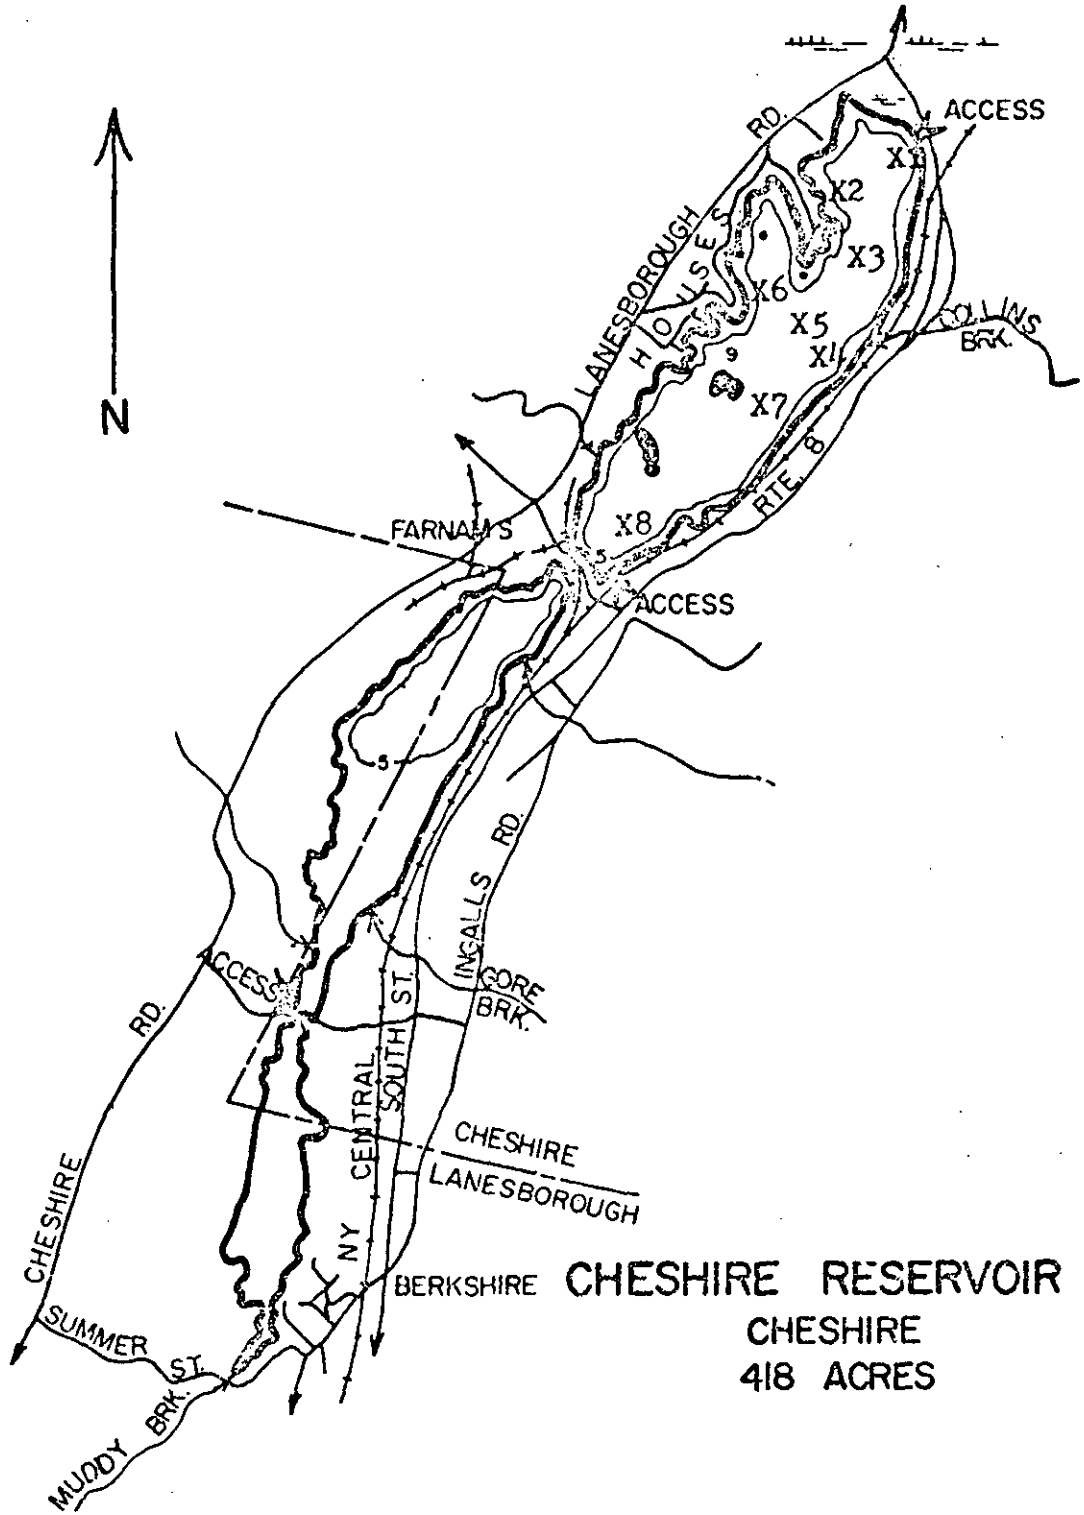 ACCESS
RD.
X1
X2
LANESBOROUGH
HOUSES
X3
X6
X5
COLLINS
BRK.
X4
9
X7
RTE. 8
N
X8
FARNAMS
5
ACCESS
5
INGALLS RD.
ACCESS
GORE
BRK.
RD.
SOUTH ST.
NY CENTRAL
CHESHIRE
LANESBOROUGH
CHESHIRE
BERKSHIRE
CHESHIRE RESERVOIR
CHESHIRE
418 ACRES
SUMMER ST.
MUDDY BRK.